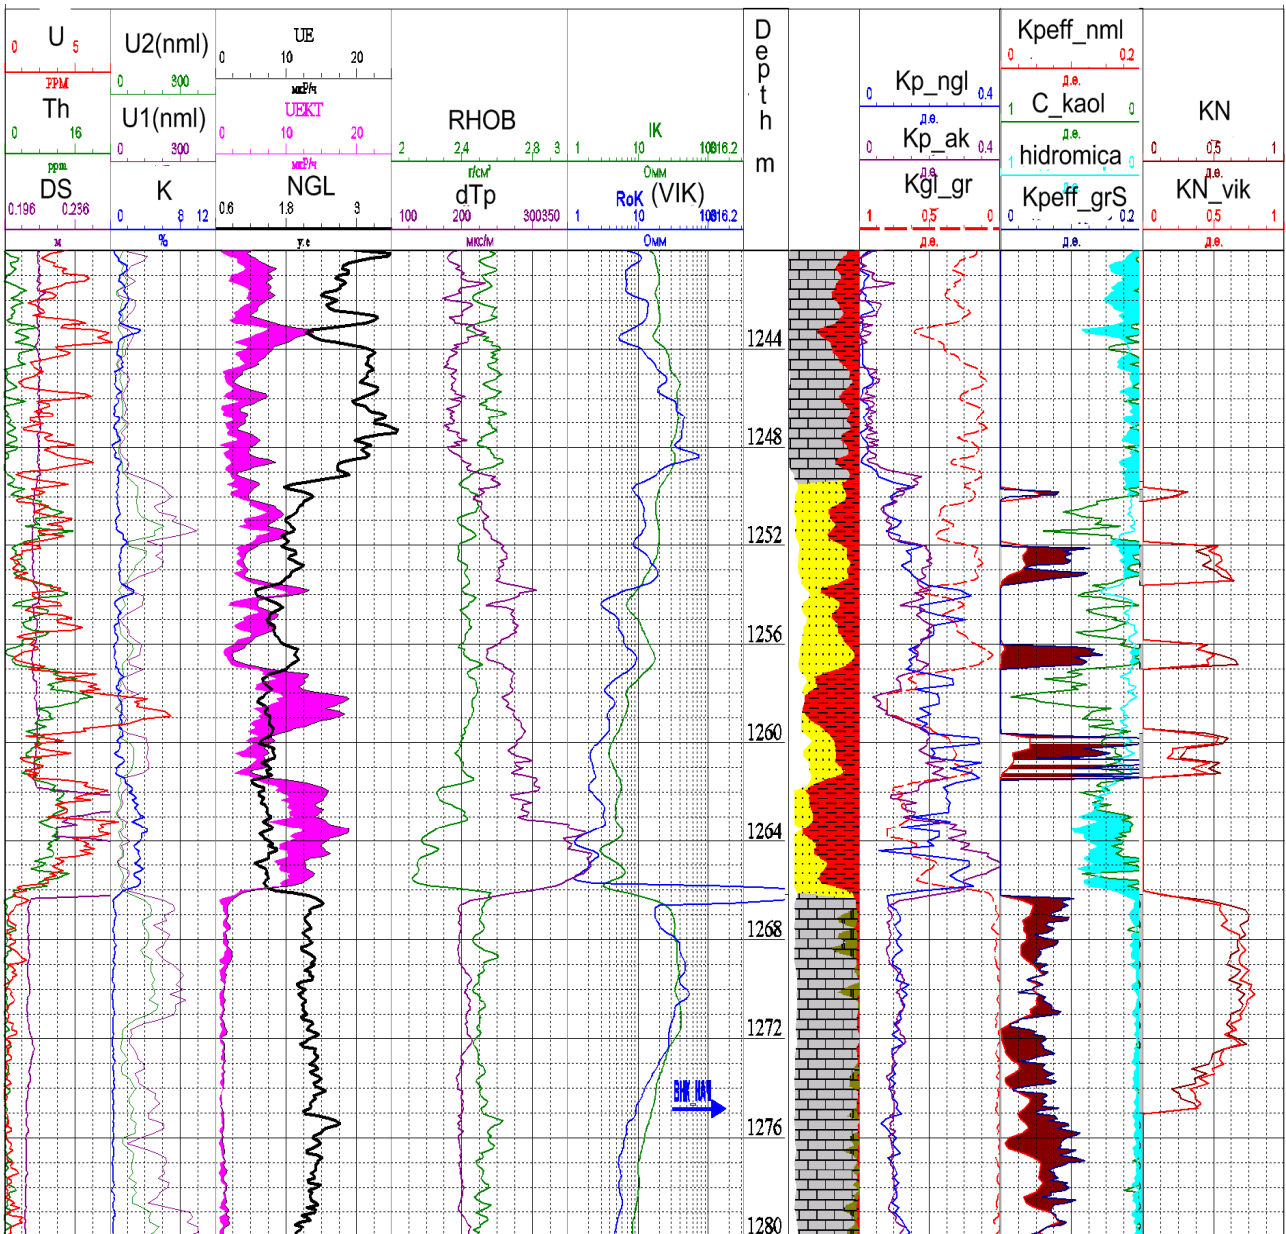 U
0 5
PPM
Th
0 16
ppm
DS
0.196 0.236
м
U2(nml)
0 300
U1(nml)
0 300
K
0 8 12
%
UE
0 10 20
мкР/ч
UEKT
0 10 20
мкР/ч
NGL
0.6 1.8 3
у.е
RHOB
2 2.4 2.8 3
г/см³
dTp
100 200 300350
мкс/м
IK
1 10
Омм
RoK (VIK)
1 10
Омм
Depth m
Kp_ngl
0 0.4
д.е.
Kp_ak
0 0.4
д.е.
Kgl_gr
1 0.5 0
д.е.
Kpeff_nml
0 0.2
д.е.
C_kaol
1 0
д.е.
hidromica
1 0
д.е.
Kpeff_grS
0 0.2
д.е.
KN
0 0.5 1
д.е.
KN_vik
0 0.5 1
д.е.
1244
1248
1252
1256
1260
1264
1268
1272
1276
1280